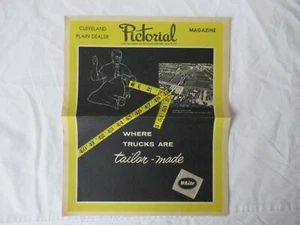 CLEVELAND
PLAIN DEALER
Pictorial
MAGAZINE
WHERE
TRUCKS ARE
tailor-made
White